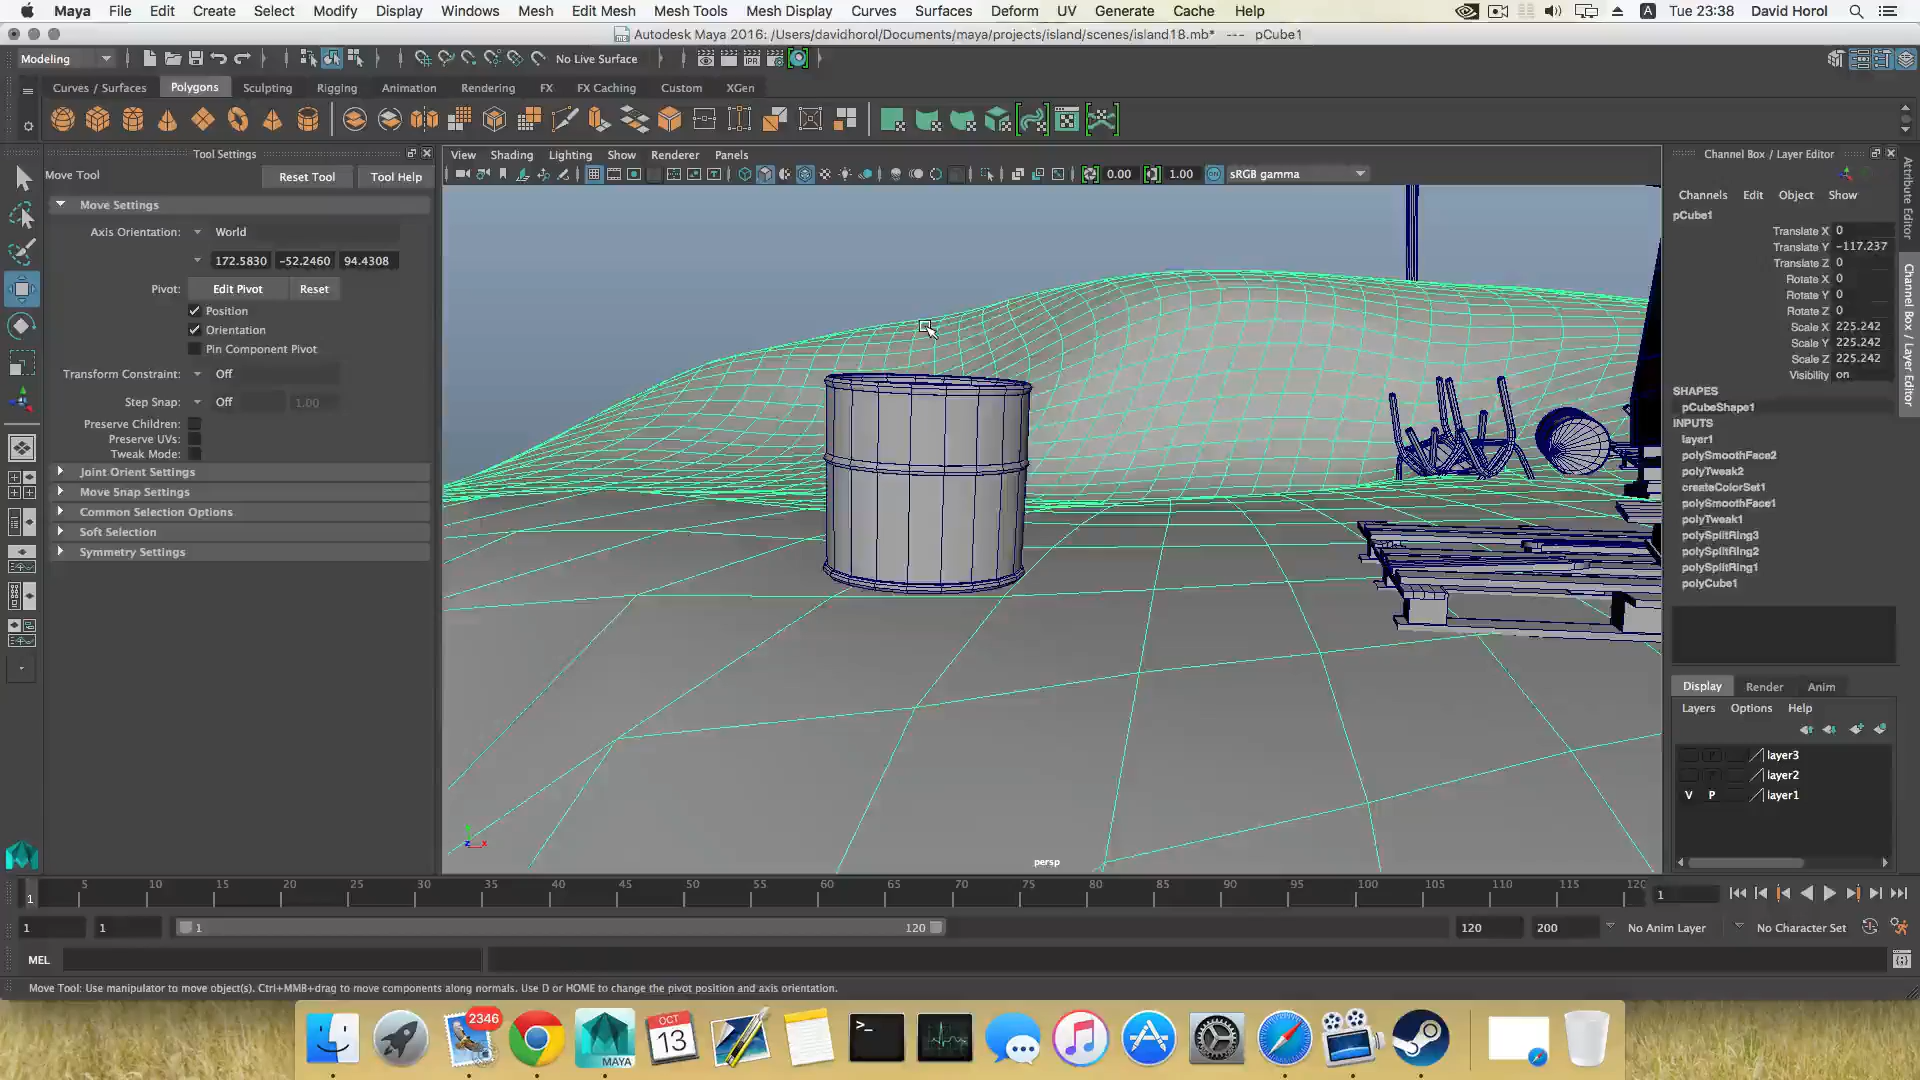 Maya File Edit Create Select Modify Display Windows Mesh Edit Mesh Mesh Tools Mesh Display Curves Surfaces Deform UV Generate Cache Help A Tue 23:38 David Horol
Autodesk Maya 2016: /Users/davidhorol/Documents/maya/projects/island/scenes/island18.mb* --- pCube1
Modeling No Live Surface
Curves / Surfaces Polygons Sculpting Rigging Animation Rendering FX FX Caching Custom XGen
Tool Settings
Move Tool Reset Tool Tool Help
Move Settings
Axis Orientation: World
172.5830 -52.2460 94.4308
Pivot: Edit Pivot Reset
Position
Orientation
Pin Component Pivot
Transform Constraint: Off
Step Snap: Off 1.00
Preserve Children:
Preserve UVs:
Tweak Mode:
Joint Orient Settings
Move Snap Settings
Common Selection Options
Soft Selection
Symmetry Settings
View Shading Lighting Show Renderer Panels
0.00 1.00 ON sRGB gamma
persp
Channel Box / Layer Editor
Channels Edit Object Show
pCube1
Translate X 0
Translate Y -117.237
Translate Z 0
Rotate X 0
Rotate Y 0
Rotate Z 0
Scale X 225.242
Scale Y 225.242
Scale Z 225.242
Visibility on
SHAPES
pCubeShape1
INPUTS
layer1
polySmoothFace2
polyTweak2
createColorSet1
polySmoothFace1
polyTweak1
polySplitRing3
polySplitRing2
polySplitRing1
polyCube1
Display Render Anim
Layers Options Help
P layer3
P layer2
V P layer1
Attribute Editor
Channel Box / Layer Editor
1 5 10 15 20 25 30 35 40 45 50 55 60 65 70 75 80 85 90 95 100 105 110 115 120 1
1 1 1 120 120 200 No Anim Layer No Character Set
MEL
Move Tool: Use manipulator to move object(s). Ctrl+MMB+drag to move components along normals. Use D or HOME to change the pivot position and axis orientation.
2346
MAYA
OCT
13